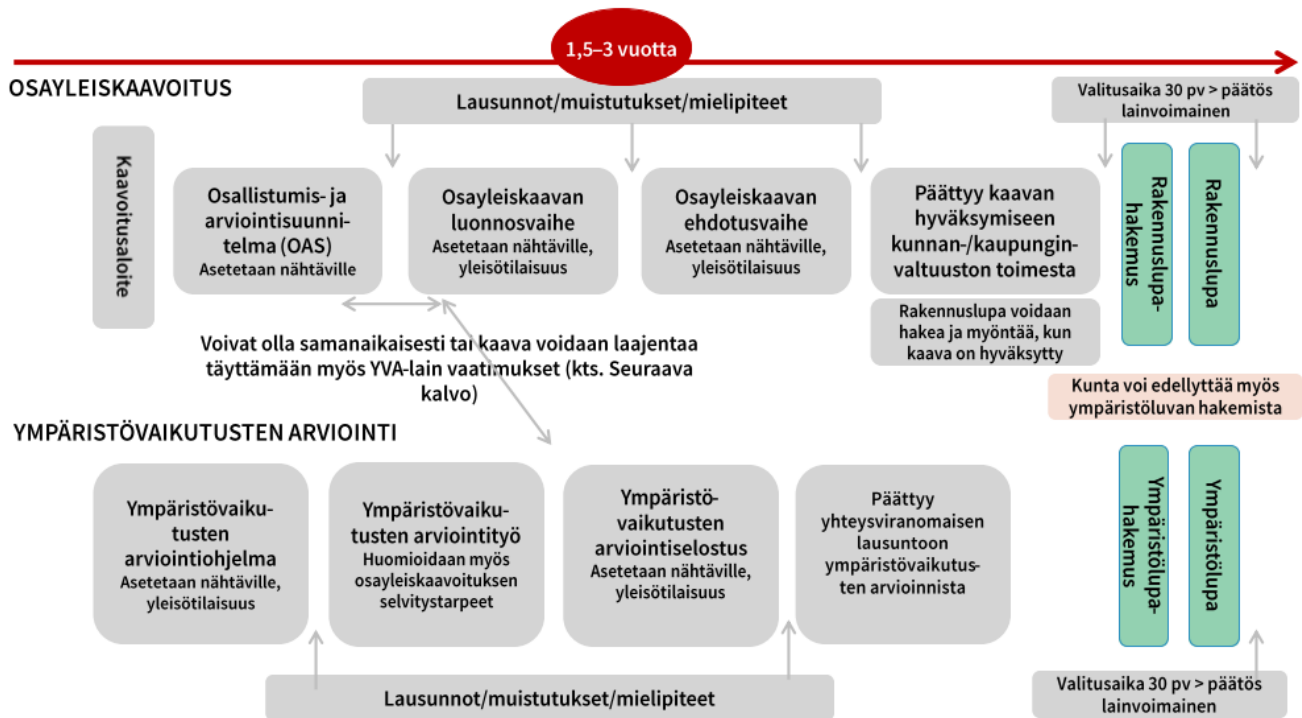 1,5–3 vuotta
OSAYLEISKAAVOITUS
Lausunnot/muistutukset/mielipiteet
Valitusaika 30 pv > päätös
lainvoimainen
Kaavoitusaloite
Osallistumis- ja
arviointisuunni-
telma (OAS)
Asetetaan nähtäville
Osayleiskaavan
luonnosvaihe
Asetetaan nähtäville,
yleisötilaisuus
Osayleiskaavan
ehdotusvaihe
Asetetaan nähtäville,
yleisötilaisuus
Päättyy kaavan
hyväksymiseen
kunnan-/kaupungin-
valtuuston toimesta
Rakennuslupa voidaan
hakea ja myöntää, kun
kaava on hyväksytty
Rakennuslupa-
hakemus
Rakennuslupa
Voivat olla samanaikaisesti tai kaava voidaan laajentaa
täyttämään myös YVA-lain vaatimukset (kts. Seuraava
kalvo)
Kunta voi edellyttää myös
ympäristöluvan hakemista
YMPÄRISTÖVAIKUTUSTEN ARVIOINTI
Ympäristövaiku-
tusten
arviointiohjelma
Asetetaan nähtäville,
yleisötilaisuus
Ympäristövaiku-
tusten arviointityö
Huomioidaan myös
osayleiskaavoituksen
selvitystarpeet
Ympäristö-
vaikutusten
arviointiselostus
Asetetaan nähtäville,
yleisötilaisuus
Päättyy
yhteysviranomaisen
lausuntoon
ympäristövaikutus-
ten arvioinnista
Ympäristölupa-
hakemus
Ympäristölupa
Lausunnot/muistutukset/mielipiteet
Valitusaika 30 pv > päätös
lainvoimainen